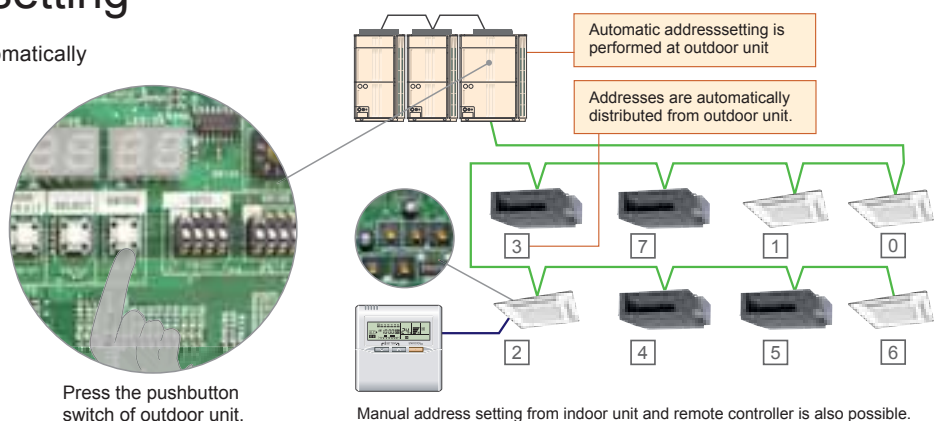 setting
omatically
Automatic addresssetting is
performed at outdoor unit
Addresses are automatically
distributed from outdoor unit.
3
7
1
0
2
4
5
6
Press the pushbutton
switch of outdoor unit.
Manual address setting from indoor unit and remote controller is also possible.